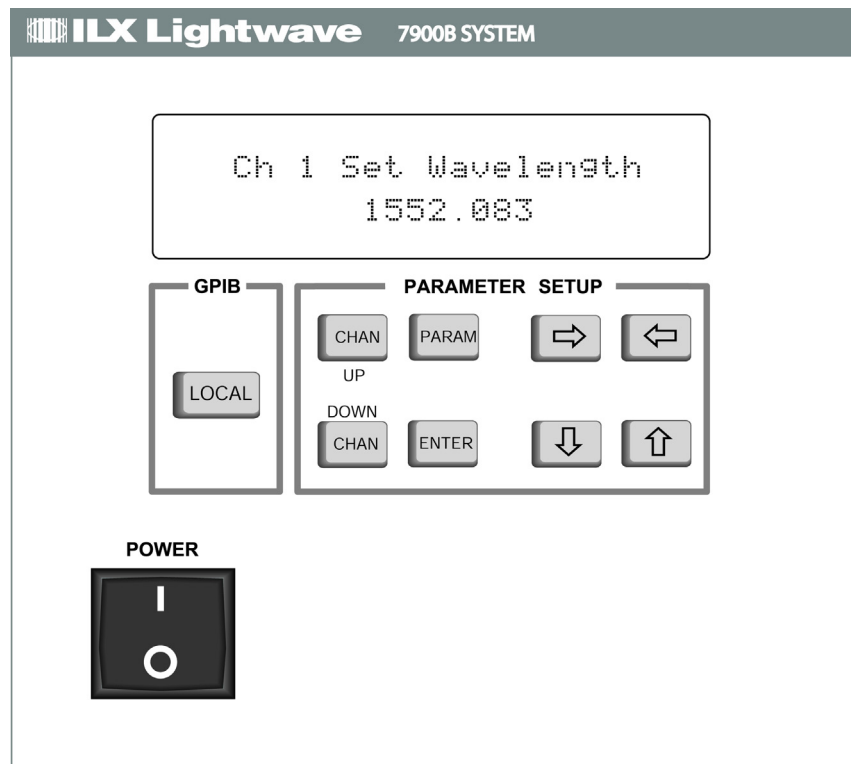 ILX Lightwave 7900B SYSTEM
Ch 1 Set Wavelength
1552.083
GPIB
PARAMETER SETUP
CHAN PARAM
UP
LOCAL
DOWN
CHAN ENTER
POWER
I
O